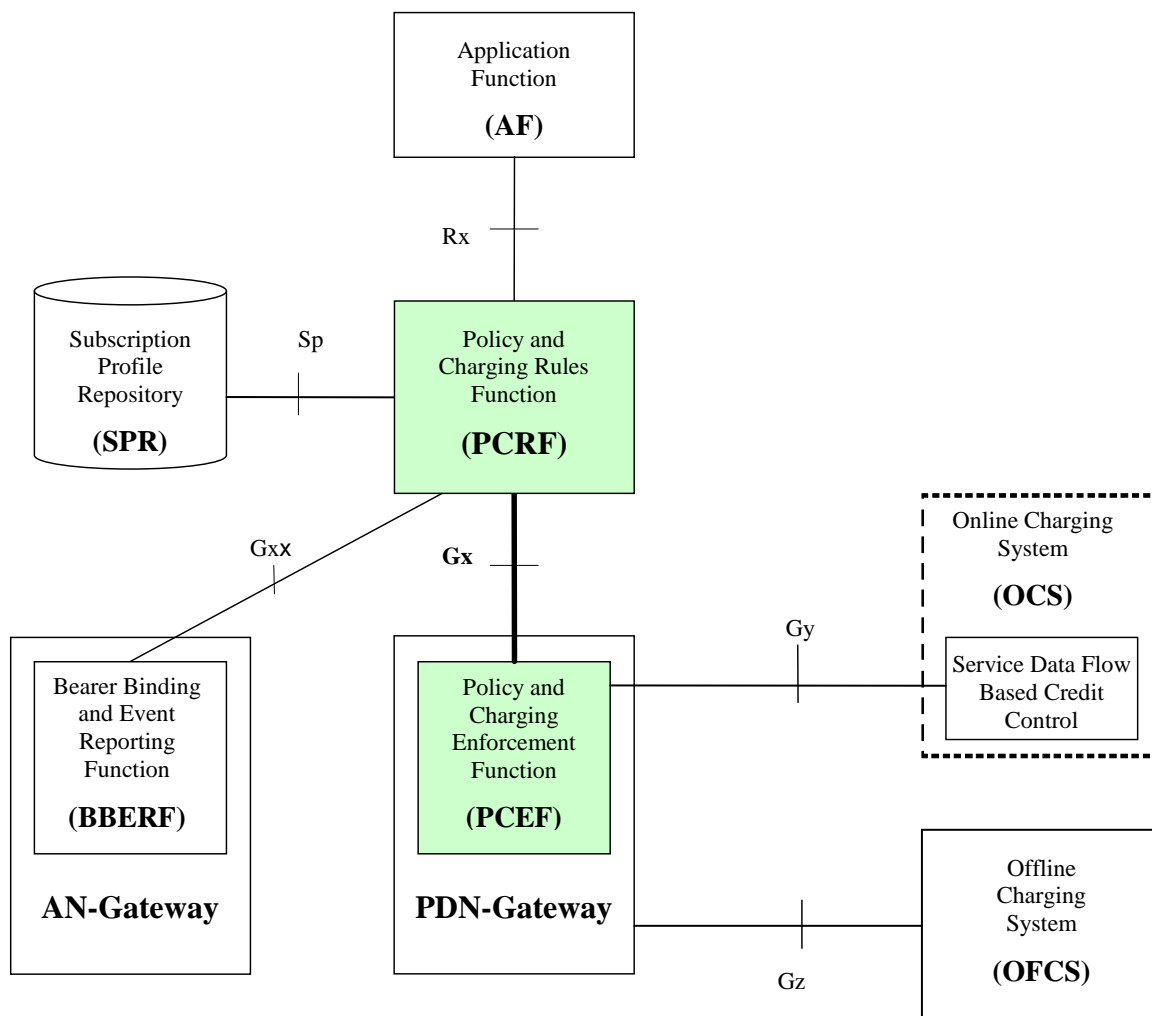 Application
Function
(AF)
Rx
Subscription
Profile
Repository
(SPR)
Sp
Policy and
Charging Rules
Function
(PCRF)
Gxx
Gx
Online Charging
System
(OCS)
Service Data Flow
Based Credit
Control
Gy
Bearer Binding
and Event
Reporting
Function
(BBERF)
AN-Gateway
Policy and
Charging
Enforcement
Function
(PCEF)
PDN-Gateway
Offline
Charging
System
(OFCS)
Gz